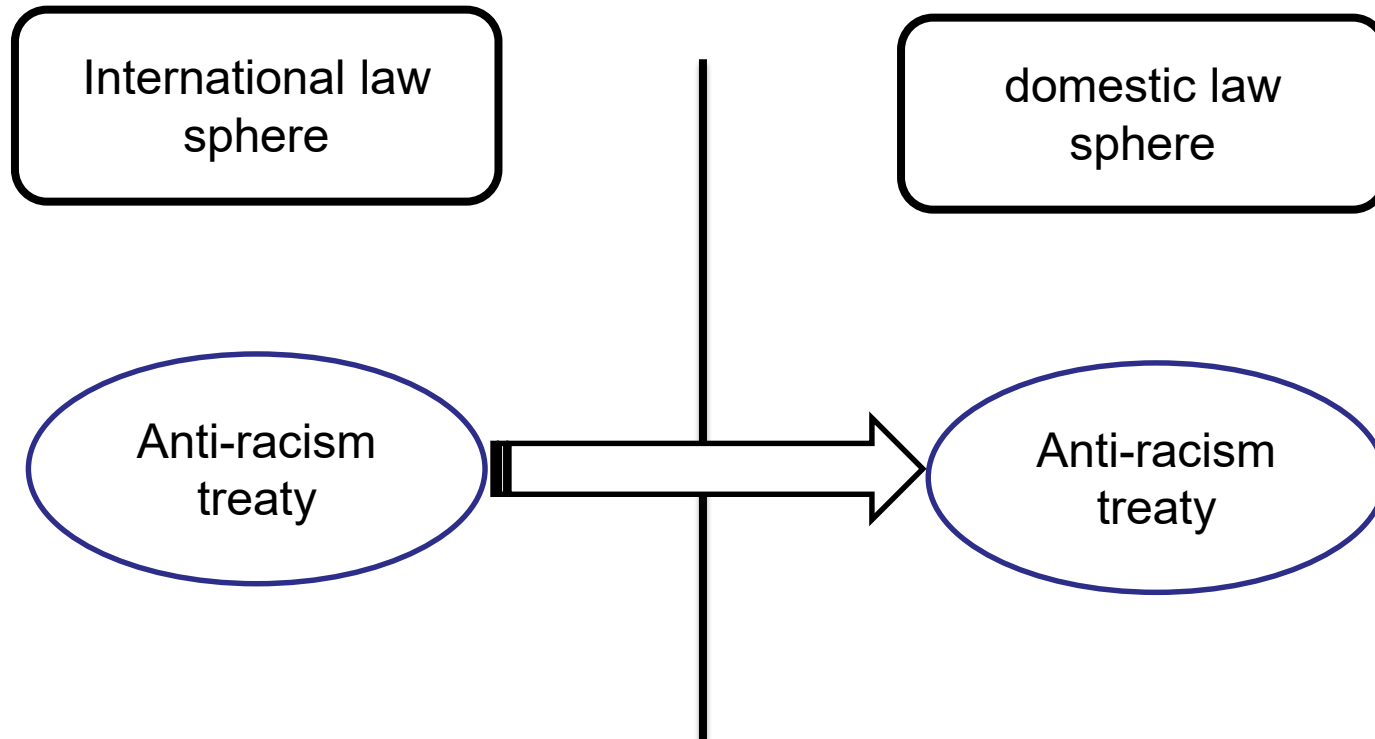 International law
sphere
domestic law
sphere
Anti-racism
treaty
Anti-racism
treaty